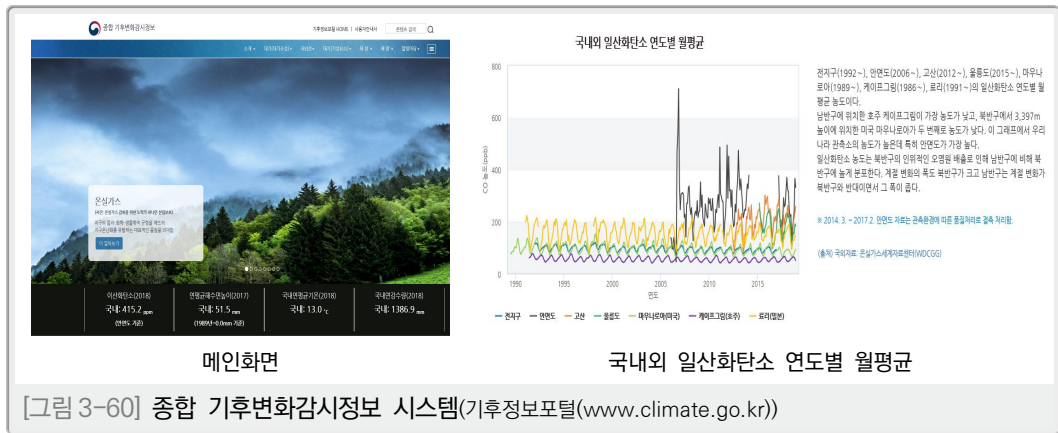 종합 기후변화감시정보
기후정보포털 HOME | 사용자안내서
콘텐츠 검색
온실가스
이산화탄소(2018)
국내: 415.2 ppm
(안면도 기준)
연평균해수면높이(2017)
국내: 51.5 mm
(1989년=0.0mm 기준)
국내연평균기온(2018)
국내: 13.0 ℃
국내연강수량(2018)
국내: 1386.9 mm
국내외 일산화탄소 연도별 월평균
CO 농도(ppb)
800
600
400
200
0
1990 1995 2000 2005 2010 2015
연도
전지구 안면도 고산 울릉도 마우나로아(미국) 케이프그림(호주) 료리(일본)
전지구(1992~), 안면도(2006~), 고산(2012~), 울릉도(2015~), 마우나
로아(1989~), 케이프그림(1986~), 료리(1991~)의 일산화탄소 연도별 월
평균 농도이다.
남반구에 위치한 호주 케이프그림이 가장 농도가 낮고, 북반구에서 3,397m
높이에 위치한 미국 마우나로아가 두 번째로 농도가 낮다. 이 그래프에서 우리
나라 관측소의 농도가 높은데 특히 안면도가 가장 높다.
일산화탄소 농도는 북반구의 인위적인 오염원 배출로 인해 남반구에 비해 북
반구에 높게 분포한다. 계절 변화의 폭도 북반구가 크고 남반구는 계절 변화가
북반구와 반대이면서 그 폭이 좁다.
※ 2014. 3. ~ 2017.2. 안면도 자료는 관측환경에 따른 품질처리로 결측 처리함.
(출처) 국외자료: 온실가스세계자료센터(WDCGG)
메인화면
국내외 일산화탄소 연도별 월평균
[그림 3-60] 종합 기후변화감시정보 시스템(기후정보포털(www.climate.go.kr))